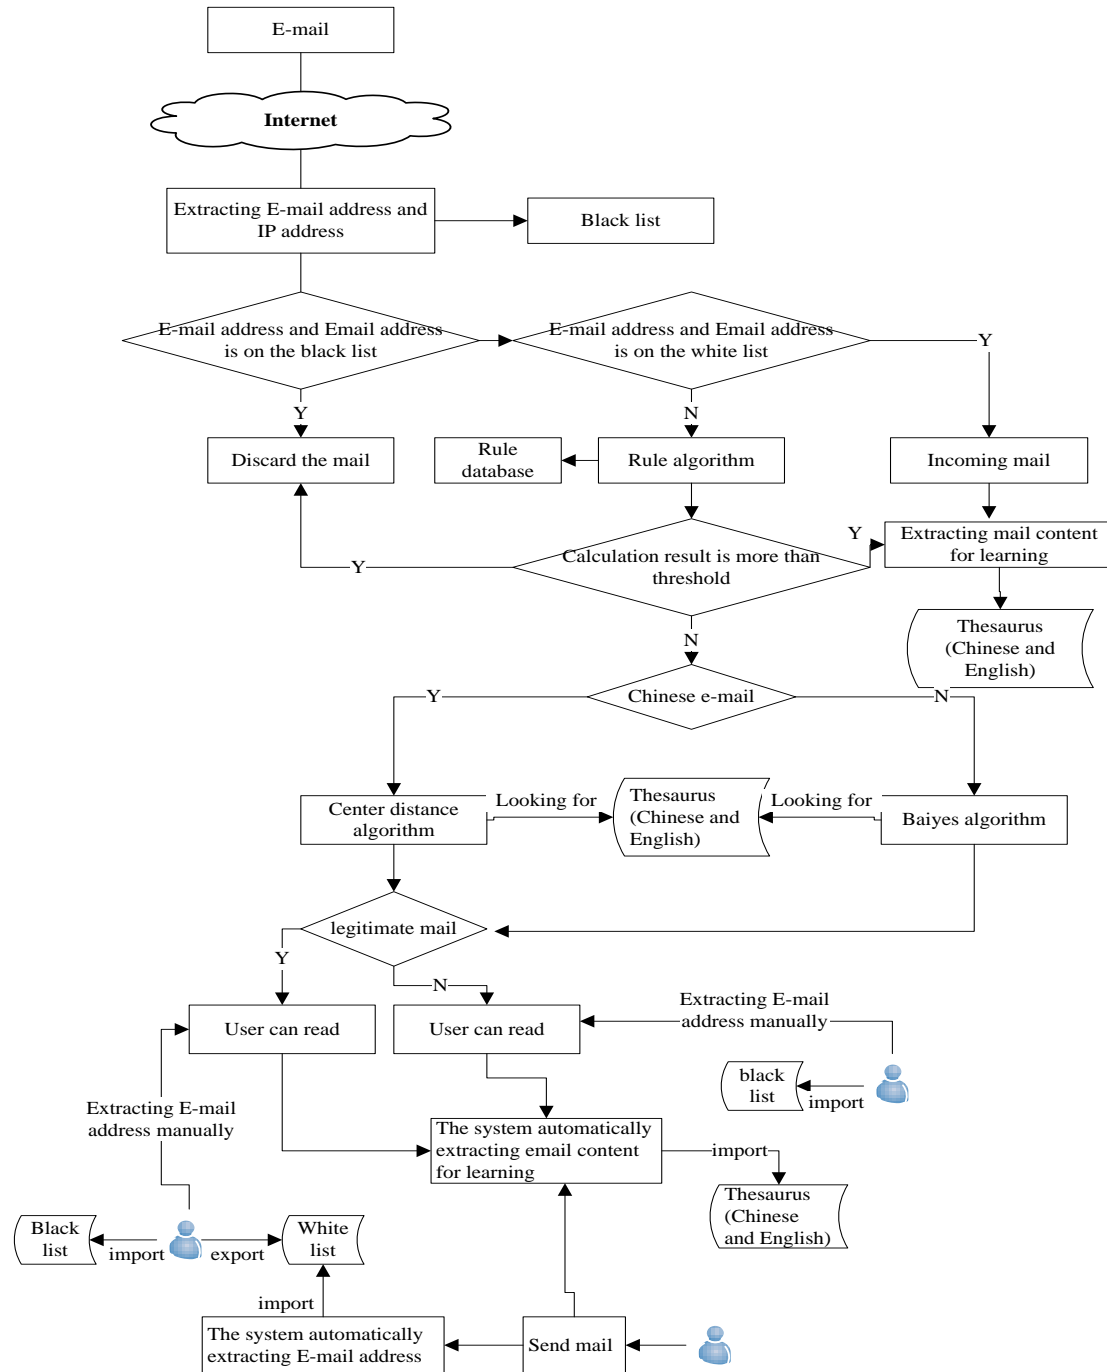 E-mail
Internet
Extracting E-mail address and
IP address
Black list
E-mail address and Email address
is on the black list
E-mail address and Email address
is on the white list
Y
Y
N
Discard the mail
Rule
database
Rule algorithm
Incoming mail
Y
Extracting mail content
for learning
Calculation result is more than
threshold
Y
Thesaurus
(Chinese and
English)
N
Chinese e-mail
Y
N
Center distance
algorithm
Looking for
Thesaurus
(Chinese and
English)
Looking for
Baiyes algorithm
legitimate mail
Y
N
User can read
User can read
Extracting E-mail
address manually
black
list
import
Extracting E-mail
address manually
The system automatically
extracting email content
for learning
import
Thesaurus
(Chinese
and English)
Black
list
import
export
White
list
import
The system automatically
extracting E-mail address
Send mail